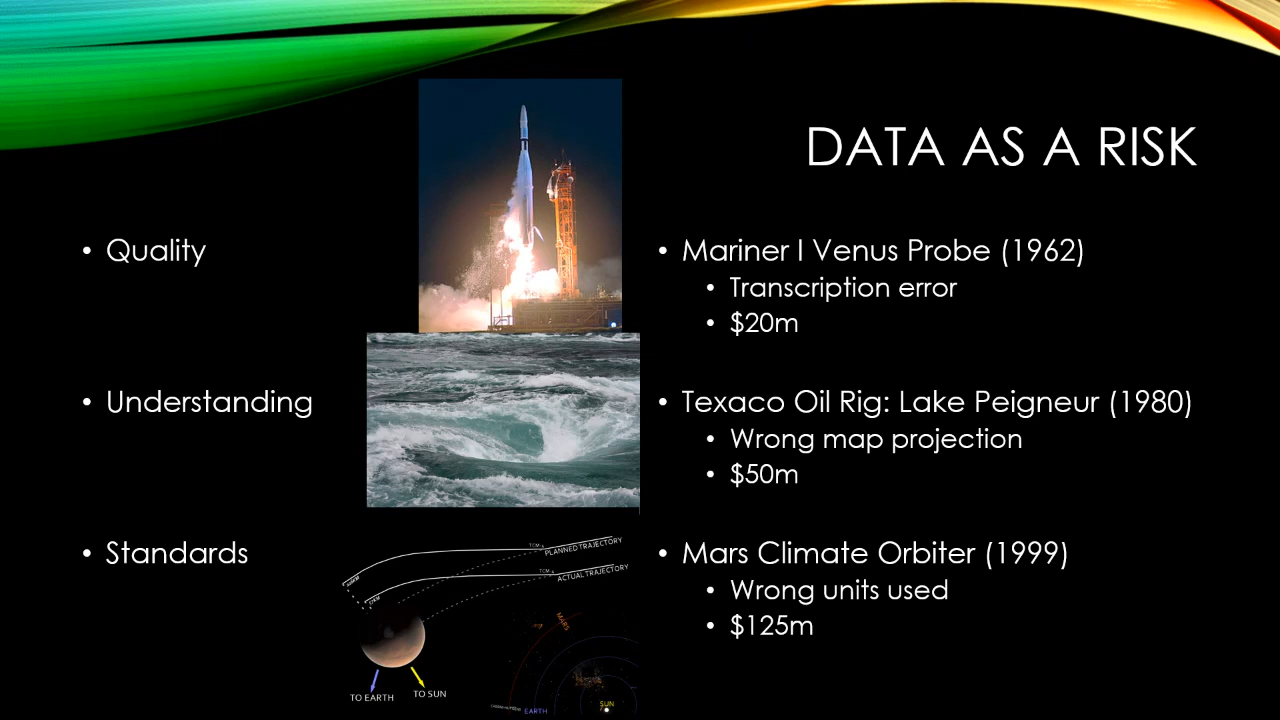 DATA AS A RISK
• Quality
• Mariner I Venus Probe (1962)
• Transcription error
• $20m
• Understanding
• Texaco Oil Rig: Lake Peigneur (1980)
• Wrong map projection
• $50m
• Standards
• Mars Climate Orbiter (1999)
• Wrong units used
• $125m
PLANNED TRAJECTORY
ACTUAL TRAJECTORY
TO EARTH
TO SUN
MARS
EARTH
SUN